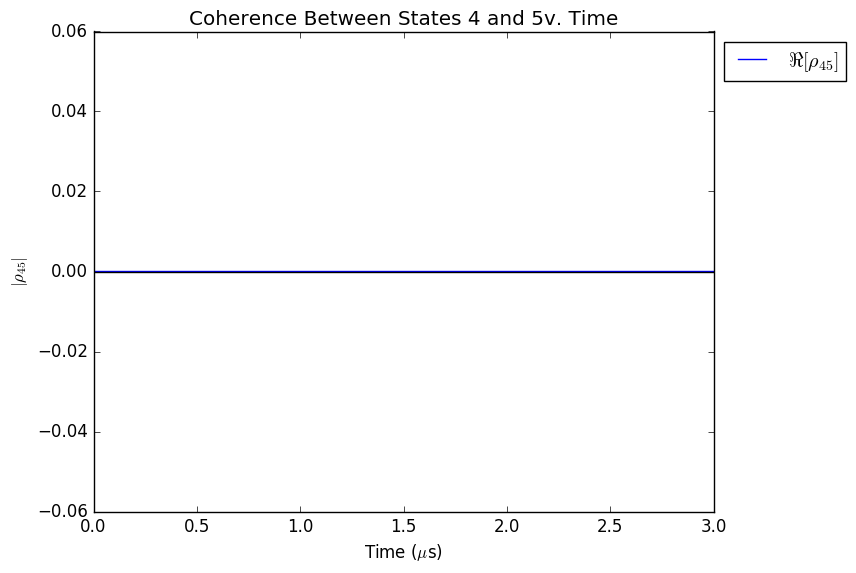 Coherence Between States 4 and 5v. Time
ℜ[ρ₄₅]
|ρ₄₅|
0.06
0.04
0.02
0.00
−0.02
−0.04
−0.06
0.0 0.5 1.0 1.5 2.0 2.5 3.0
Time (μs)